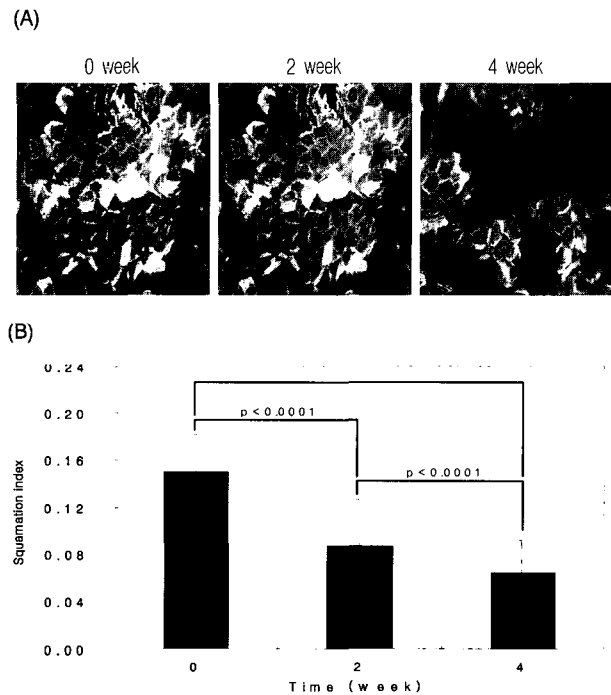 (A)
0 week 2 week 4 week
(B)
0.24
0.20
0.16
0.12
0.08
0.04
0.00
Squamation index
p<0.0001
p<0.0001
0 2 4
Time (week)